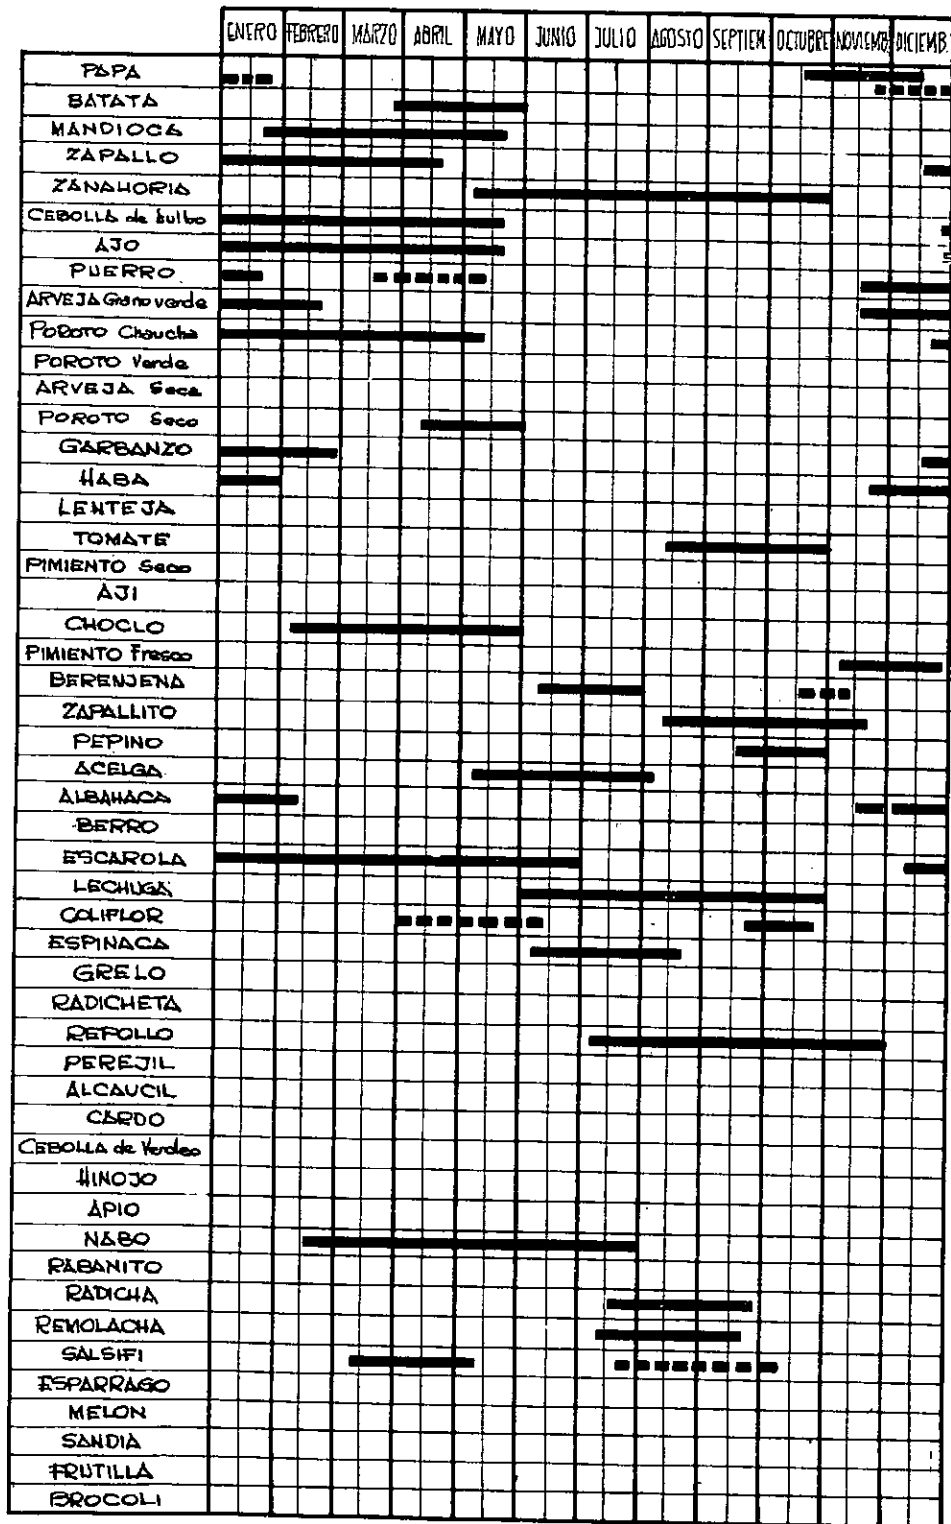 ENERO FEBRERO MARZO ABRIL MAYO JUNIO JULIO AGOSTO SEPTIEM. OCTUBRE NOVIEMB. DICIEMB.
PAPA
BATATA
MANDIOCA
ZAPALLO
ZANAHORIA
CEBOLLA de bulbo
AJO
PUERRO
ARVEJA Grano verde
POROTO Chaucha
POROTO Verde
ARVEJA Seca
POROTO Seco
GARBANZO
HABA
LENTEJA
TOMATE
PIMIENTO Seco
AJI
CHOCLO
PIMIENTO Fresco
BERENJENA
ZAPALLITO
PEPINO
ACELGA
ALBAHACA
BERRO
ESCAROLA
LECHUGA
COLIFLOR
ESPINACA
GRELO
RADICHETA
REPOLLO
PEREJIL
ALCAUCIL
CARDO
CEBOLLA de Verdeo
HINOJO
APIO
NABO
RABANITO
RADICHA
REMOLACHA
SALSIFI
ESPARRAGO
MELON
SANDIA
FRUTILLA
BROCOLI